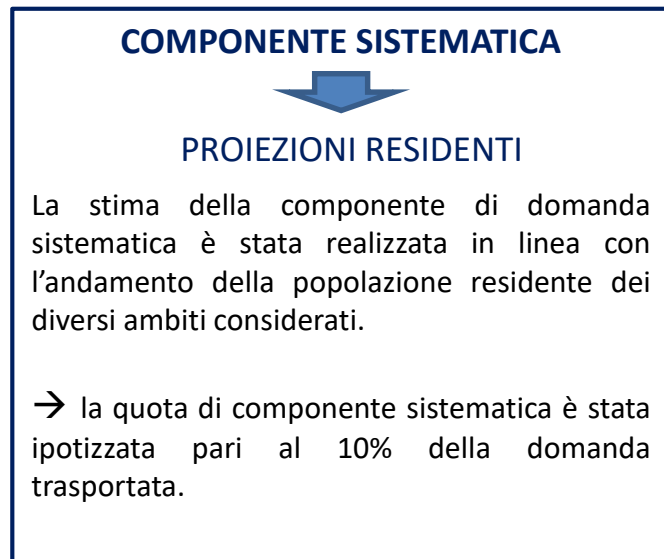 COMPONENTE SISTEMATICA
PROIEZIONI RESIDENTI
La stima della componente di domanda
sistematica è stata realizzata in linea con
l’andamento della popolazione residente dei
diversi ambiti considerati.
→ la quota di componente sistematica è stata
ipotizzata pari al 10% della domanda
trasportata.